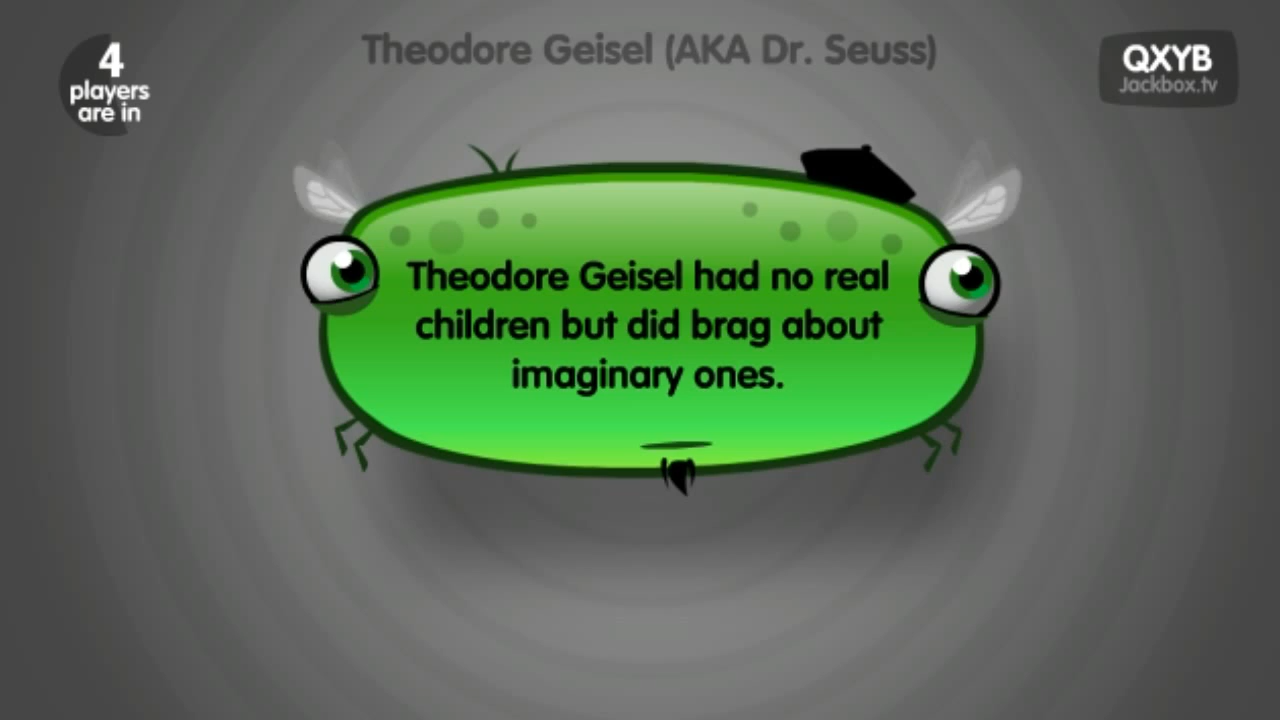 Theodore Geisel (AKA Dr. Seuss)
4
players
are in
QXYB
Jackbox.tv
Theodore Geisel had no real
children but did brag about
imaginary ones.